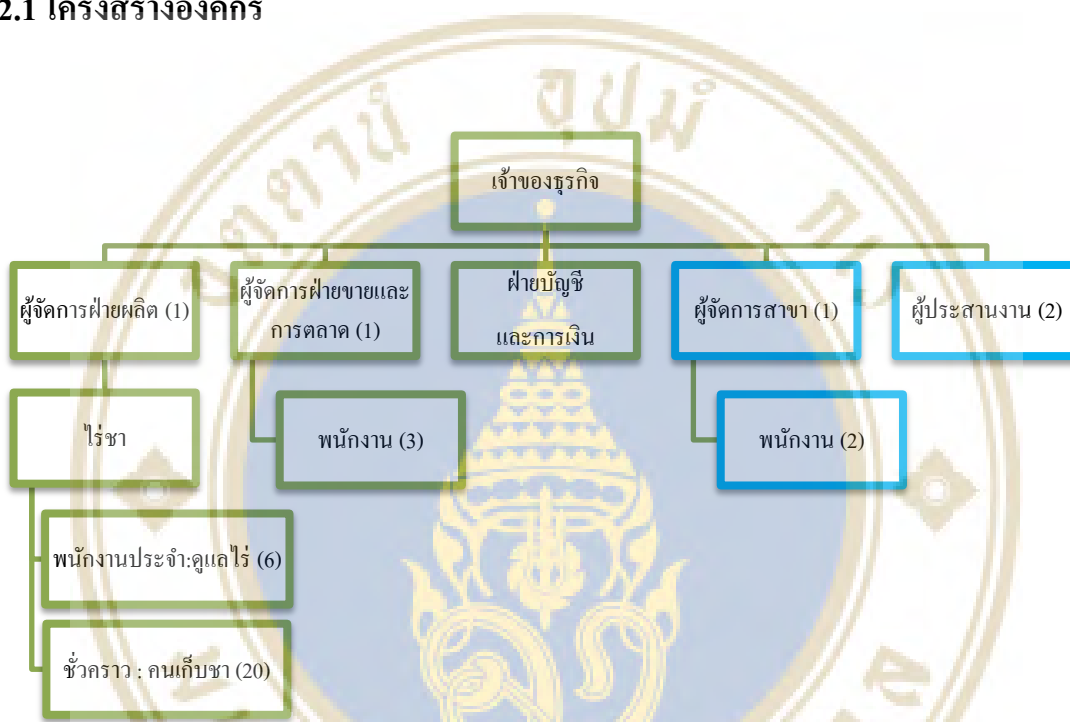 2.1 โครงสร้างองค์กร
เจ้าของธุรกิจ
ผู้จัดการฝ่ายผลิต (1)
ผู้จัดการฝ่ายขายและ
การตลาด (1)
ฝ่ายบัญชี
และการเงิน
ผู้จัดการสาขา (1)
ผู้ประสานงาน (2)
ไร่ชา
พนักงาน (3)
พนักงาน (2)
พนักงานประจำ:ดูแลไร่ (6)
ชั่วคราว : คนเก็บชา (20)